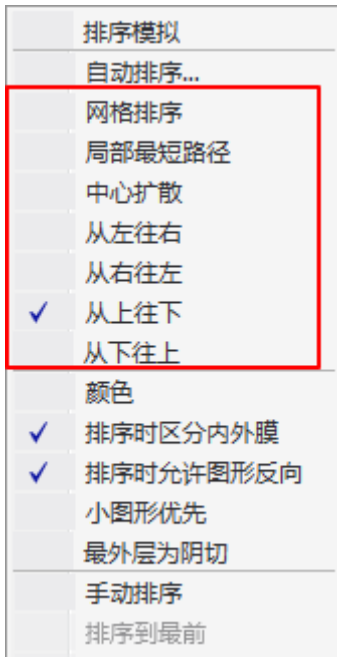 排序模拟
自动排序...
网格排序
局部最短路径
中心扩散
从左往右
从右往左
从上往下
从下往上
颜色
排序时区分内外膜
排序时允许图形反向
小图形优先
最外层为阴切
手动排序
排序到最前